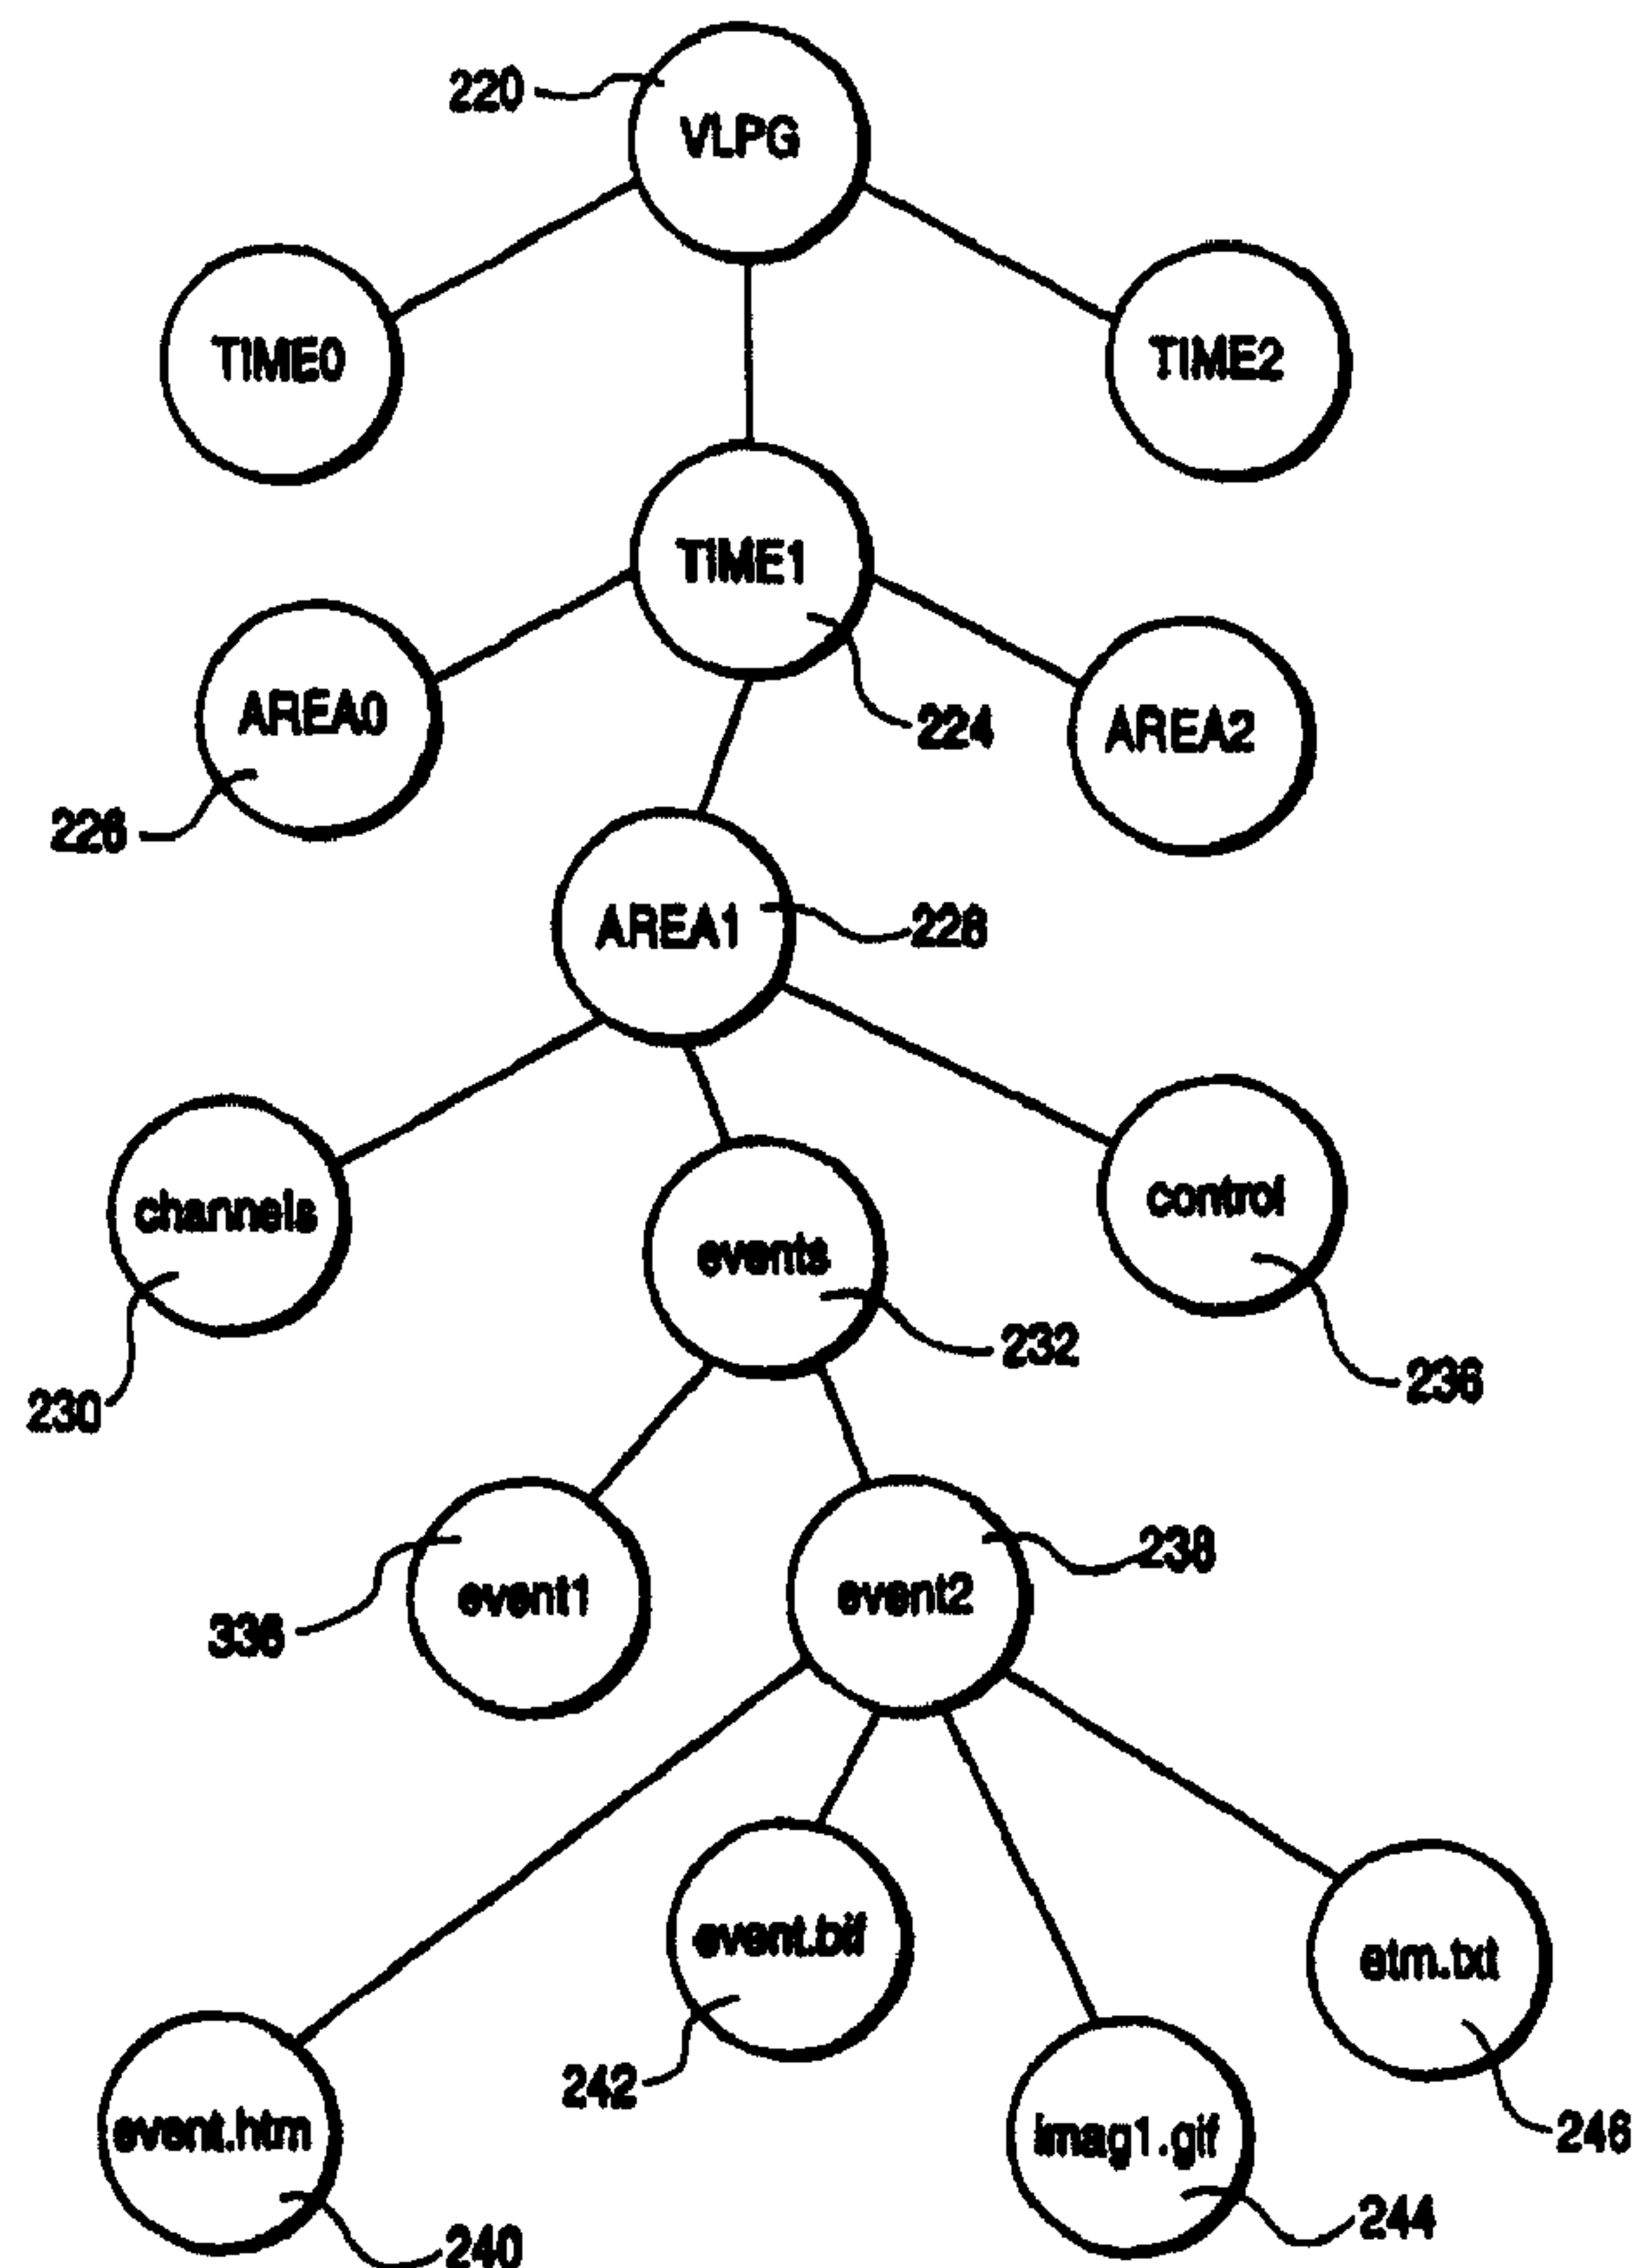 220
VLPG
TIME0
TIME2
TIME1
AREA0
224
AREA2
226
AREA1
228
channels
control
events
232
236
230
238
event1
event2
336
event.bif
etm.txt
242
event.htm
imag1.gif
246
244
240